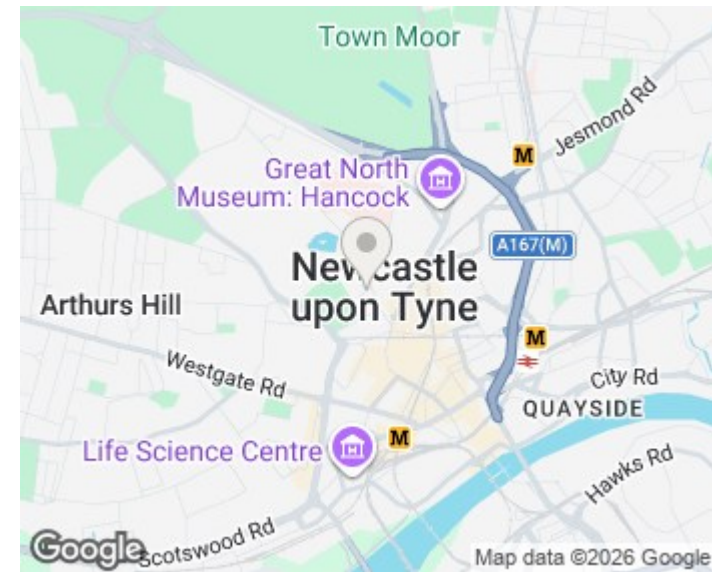 Town Moor
Jesmond Rd
M
Great North
Museum: Hancock
A167(M)
Newcastle
upon Tyne
Arthurs Hill
M
Westgate Rd
City Rd
QUAYSIDE
M
Life Science Centre
Hawks Rd
Scotswood Rd
Google
Map data ©2026 Google